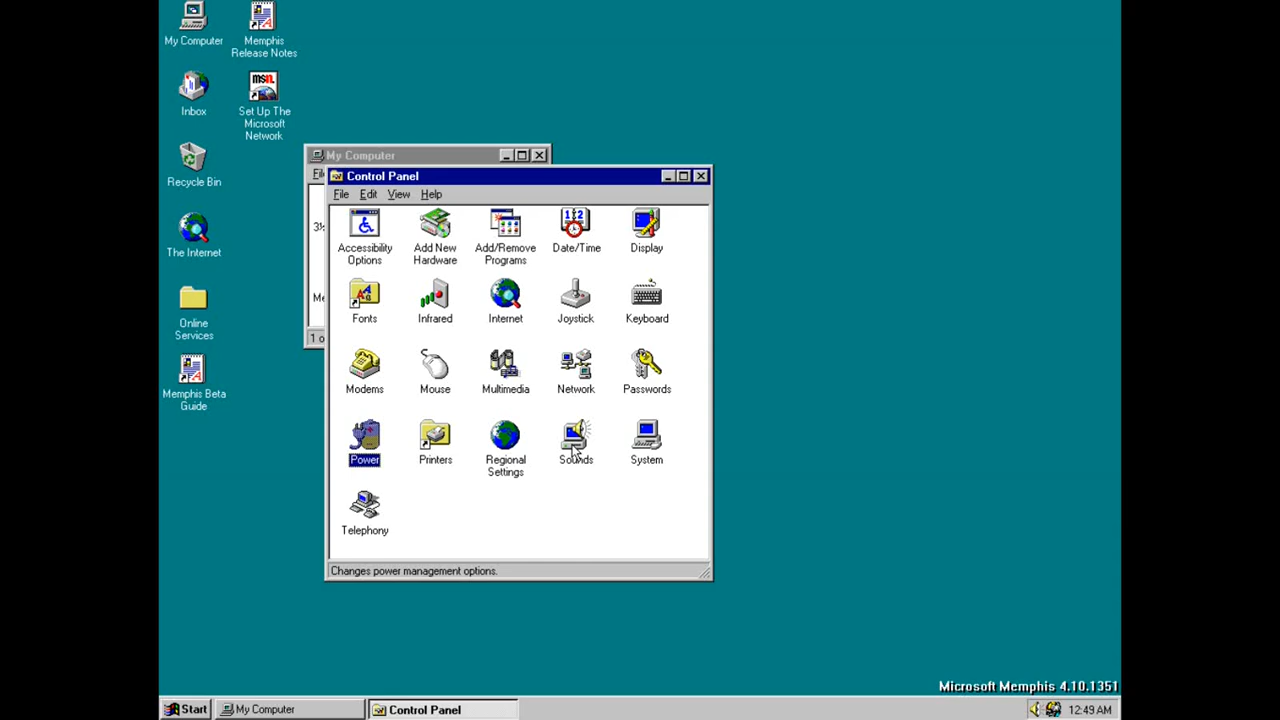 My Computer
Memphis
Release Notes
Inbox
msn.
Set Up The
Microsoft
Network
Recycle Bin
The Internet
Online
Services
Memphis Beta
Guide
My Computer
Control Panel
File Edit View Help
Accessibility
Options
Add New
Hardware
Add/Remove
Programs
Date/Time
Display
Fonts
Infrared
Internet
Joystick
Keyboard
Modems
Mouse
Multimedia
Network
Passwords
Power
Printers
Regional
Settings
Sounds
System
Telephony
Changes power management options.
Microsoft Memphis 4.10.1351
Start
My Computer
Control Panel
12:49 AM